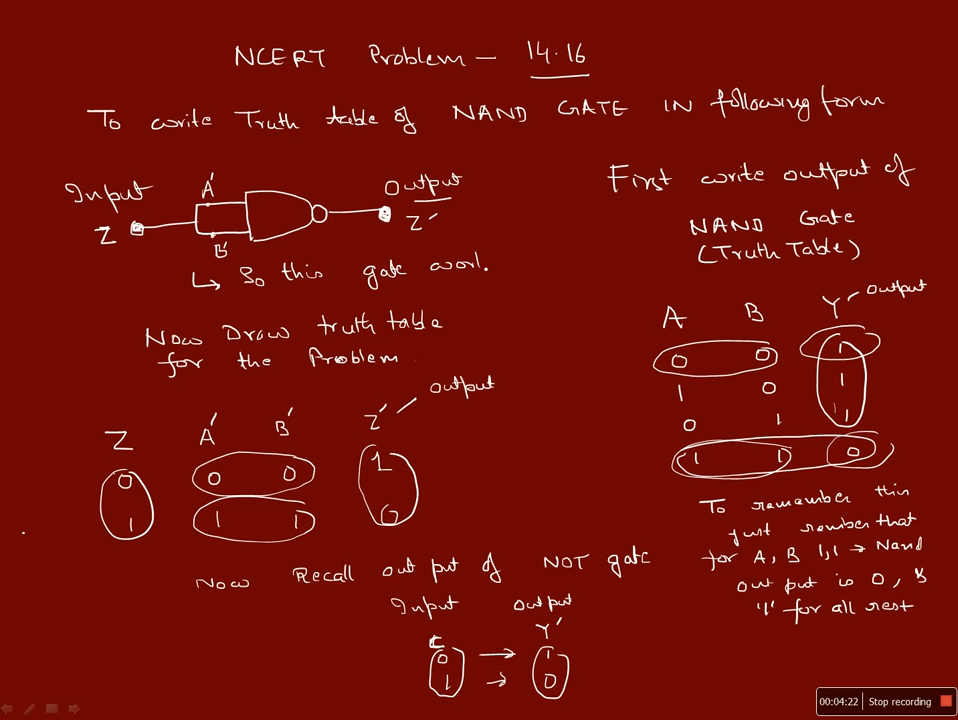 NCERT Problem - 14.16
To write Truth table of NAND GATE IN following form
Input
A'
Output
Z
Z'
B'
↳ So this gate worl.
Now Draw truth table
for the Problem.
Z A' B' Z' output
0 0 0 1
1 1 1 0
First write output of
NAND Gate
(Truth Table)
A B Y output
0 0 1
1 0 1
0 1 1
1 1 0
To remember this
just rember that
for A, B 1,1 → Nand
out put is 0, &
'1' for all rest
Now Recall out put of NOT gate
Input Output
Y'
0 → 1
1 → 0
00:04:22 Stop recording